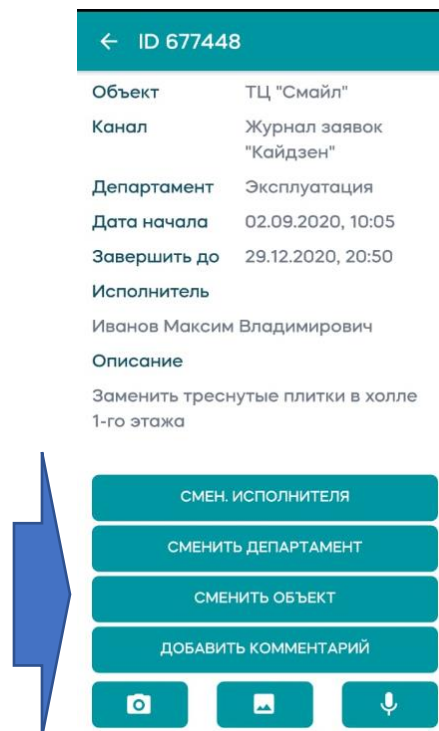 ID 677448
Объект ТЦ "Смайл"
Канал Журнал заявок
"Кайдзен"
Департамент Эксплуатация
Дата начала 02.09.2020, 10:05
Завершить до 29.12.2020, 20:50
Исполнитель
Иванов Максим Владимирович
Описание
Заменить треснутые плитки в холле
1-го этажа
СМЕН. ИСПОЛНИТЕЛЯ
СМЕНИТЬ ДЕПАРТАМЕНТ
СМЕНИТЬ ОБЪЕКТ
ДОБАВИТЬ КОММЕНТАРИЙ